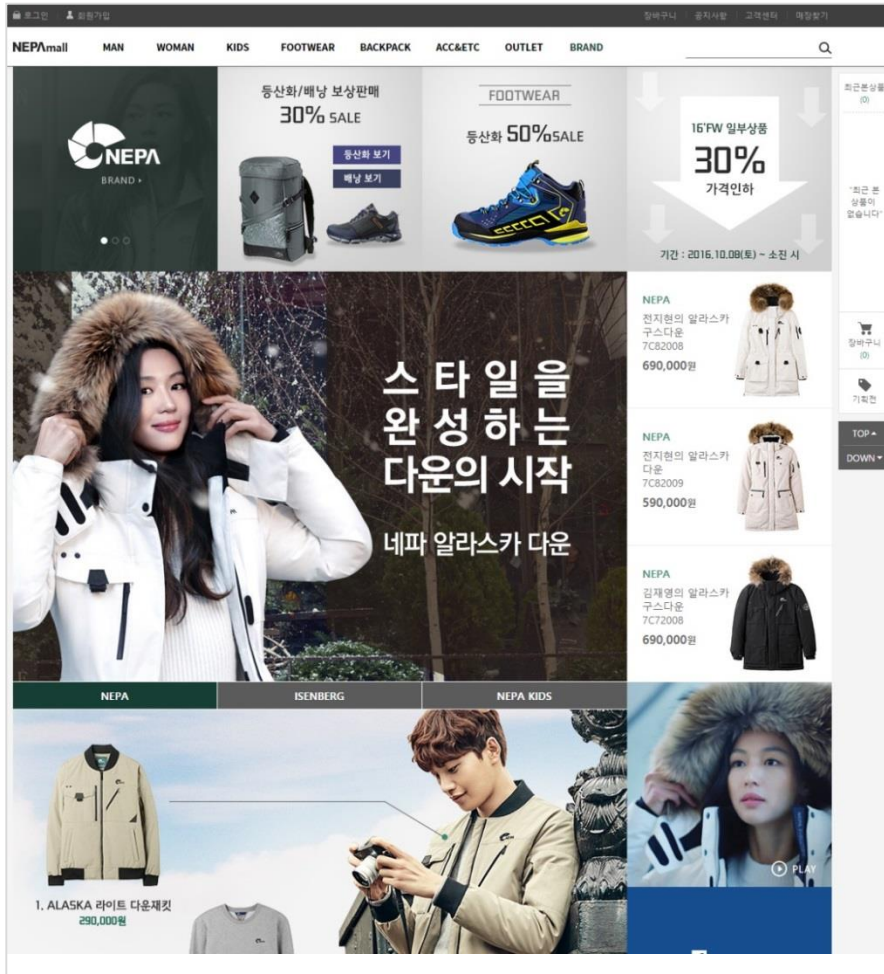 로그인 회원가입 장바구니 공지사항 고객센터 매장찾기
NEPAmall MAN WOMAN KIDS FOOTWEAR BACKPACK ACC&ETC OUTLET BRAND
NEPA
BRAND
등산화/배낭 보상판매
30% SALE
등산화 보기
배낭 보기
FOOTWEAR
등산화 50%SALE
16'FW 일부상품
30%
가격인하
기간 : 2016.10.08(토) ~ 소진 시
최근본상품
(0)
"최근 본
상품이
없습니다"
장바구니
(0)
기획전
TOP
DOWN
스타일을
완성하는
다운의 시작
네파 알라스카 다운
NEPA
전지현의 알라스카
구스다운
7C82008
690,000원
NEPA
전지현의 알라스카
다운
7C82009
590,000원
NEPA
김재영의 알라스카
구스다운
7C72008
690,000원
NEPA ISENBERG NEPA KIDS
1. ALASKA 라이트 다운재킷
290,000원
PLAY